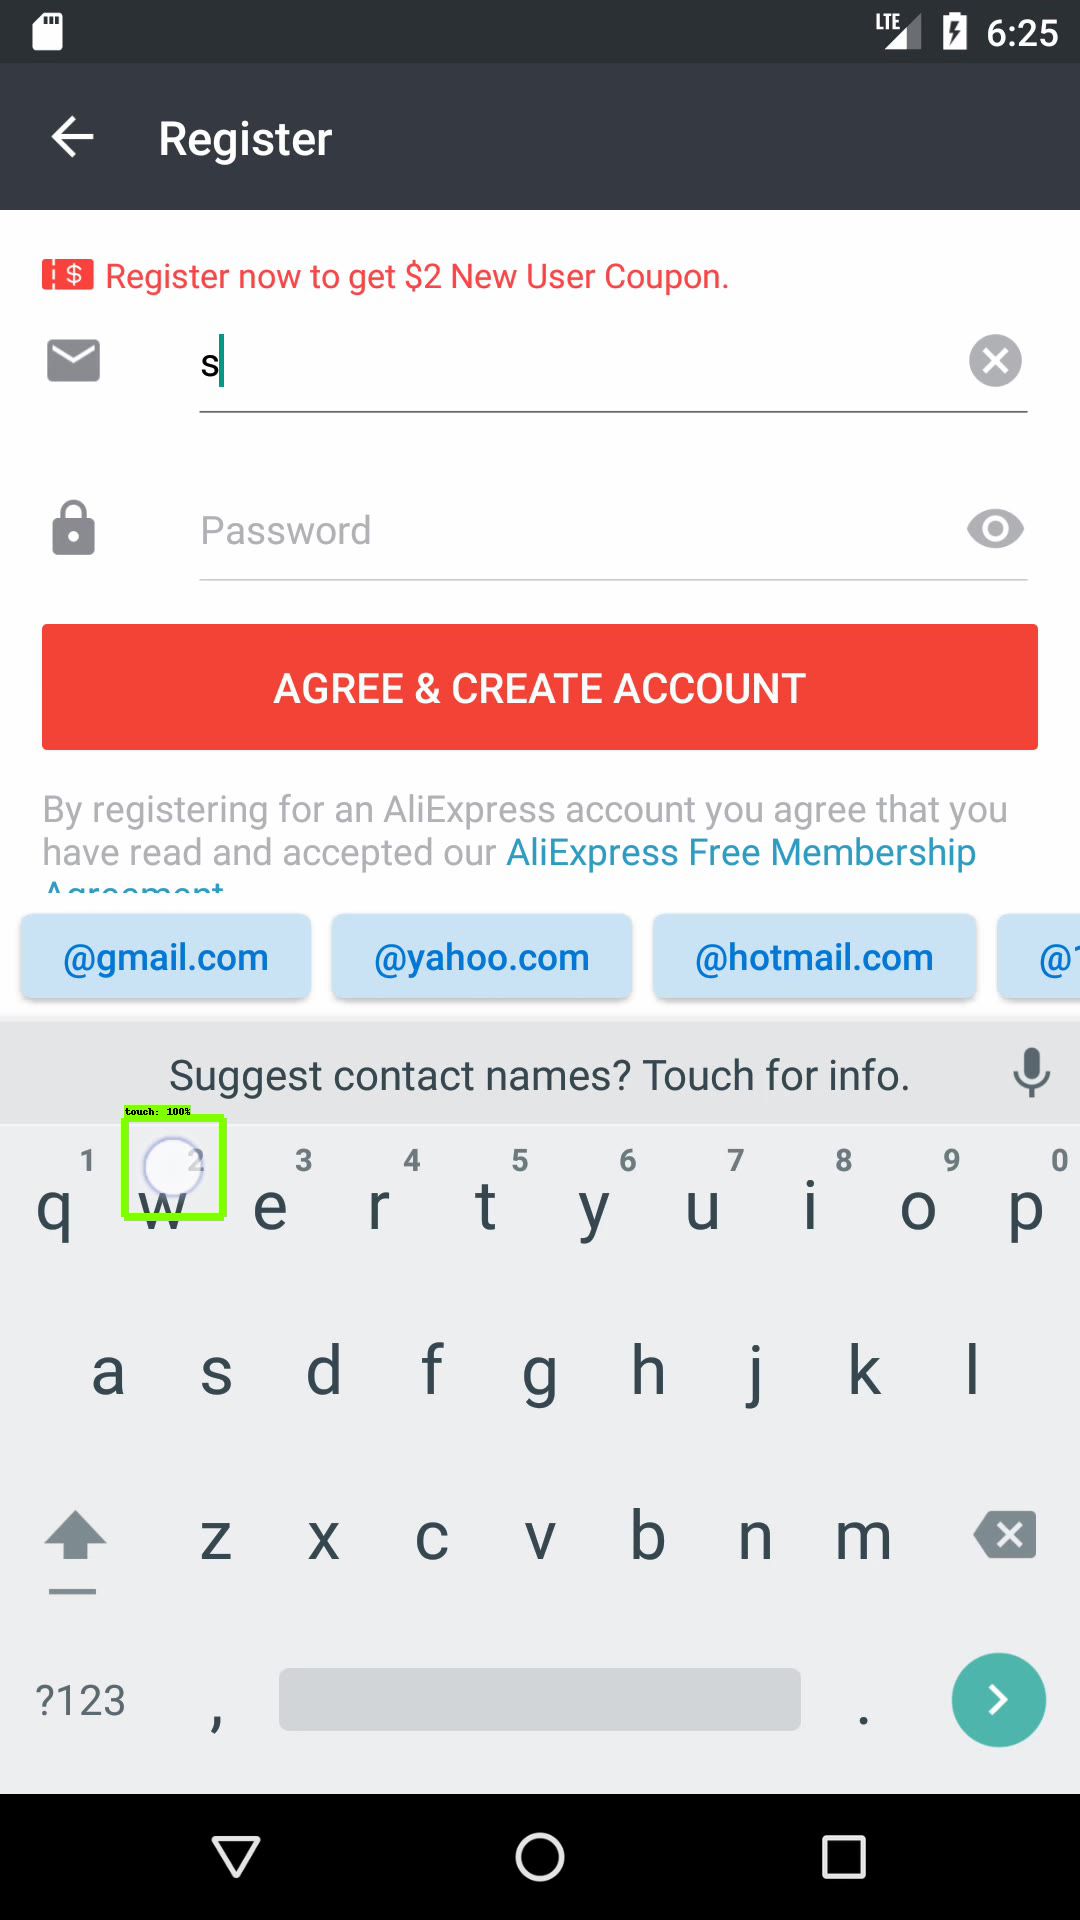 LTE 6:25
Register
$ Register now to get $2 New User Coupon.
s
Password
AGREE & CREATE ACCOUNT
By registering for an AliExpress account you agree that you
have read and accepted our AliExpress Free Membership
Agreement
@gmail.com @yahoo.com @hotmail.com @1
Suggest contact names? Touch for info.
touch: 100%
1 2 3 4 5 6 7 8 9 0
q w e r t y u i o p
a s d f g h j k l
z x c v b n m
?123 , .